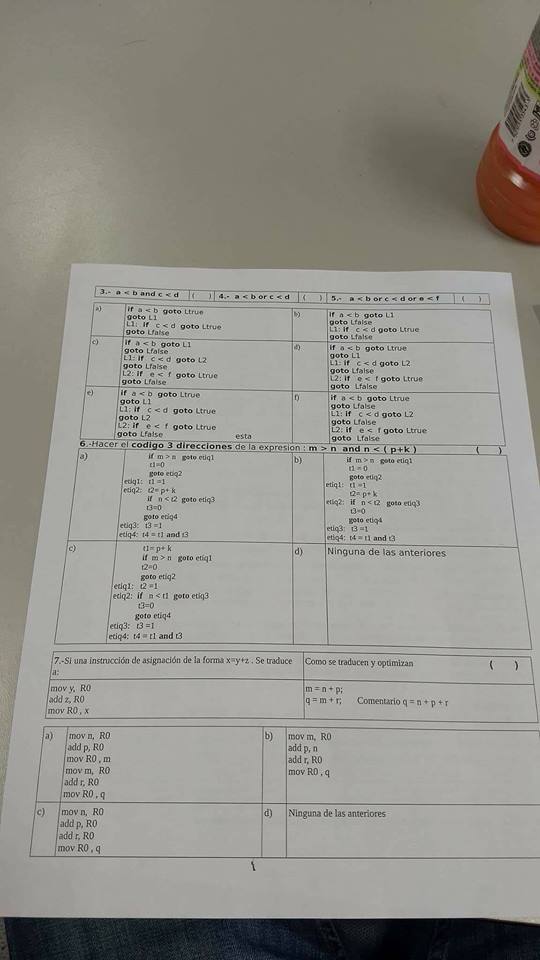 3.- a < b and c < d ( ) 4.- a < b or c < d ( ) 5.- a < b or c < d or e < f ( )
a)
if a < b goto Ltrue
goto L1
L1: if c < d goto Ltrue
goto Lfalse
b)
if a < b goto L1
goto Lfalse
L1: if c < d goto Ltrue
goto Lfalse
c)
if a < b goto L1
goto Lfalse
L1: if c < d goto L2
goto Lfalse
L2: if e < f goto Ltrue
goto Lfalse
d)
if a < b goto Ltrue
goto L1
L1: if c < d goto L2
goto Lfalse
L2: if e < f goto Ltrue
goto Lfalse
e)
if a < b goto Ltrue
goto L1
L1: if c < d goto Ltrue
goto L2
L2: if e < f goto Ltrue
goto Lfalse
esta
f)
if a < b goto Ltrue
goto Lfalse
L1: if c < d goto L2
goto Lfalse
L2: if e < f goto Ltrue
goto Lfalse
6.-Hacer el codigo 3 direcciones de la expresion : m > n and n < ( p+k ) ( )
a)
if m > n goto etiq1
t1=0
goto etiq2
etiq1: t1 =1
etiq2: t2= p+ k
if n < t2 goto etiq3
t3=0
goto etiq4
etiq3: t3 =1
etiq4: t4 = t1 and t3
b)
if m > n goto etiq1
t1 = 0
goto etiq2
etiq1: t1 =1
t2= p+ k
etiq2: if n < t2 goto etiq3
t3=0
goto etiq4
etiq3: t3 =1
etiq4: t4 = t1 and t3
c)
t1= p+ k
if m > n goto etiq1
t2=0
goto etiq2
etiq1: t2 =1
etiq2: if n < t1 goto etiq3
t3=0
goto etiq4
etiq3: t3 =1
etiq4: t4 = t1 and t3
d) Ninguna de las anteriores
7.-Si una instrucción de asignación de la forma x=y+z . Se traduce
a:
Como se traducen y optimizan ( )
mov y, R0
add z, R0
mov R0 , x
m = n + p;
q = m + r; Comentario q = n + p + r
a)
mov n, R0
add p, R0
mov R0 , m
mov m, R0
add r, R0
mov R0 , q
b)
mov m, R0
add p, n
add r, R0
mov R0 , q
c)
mov n, R0
add p, R0
add r, R0
mov R0 , q
d) Ninguna de las anteriores